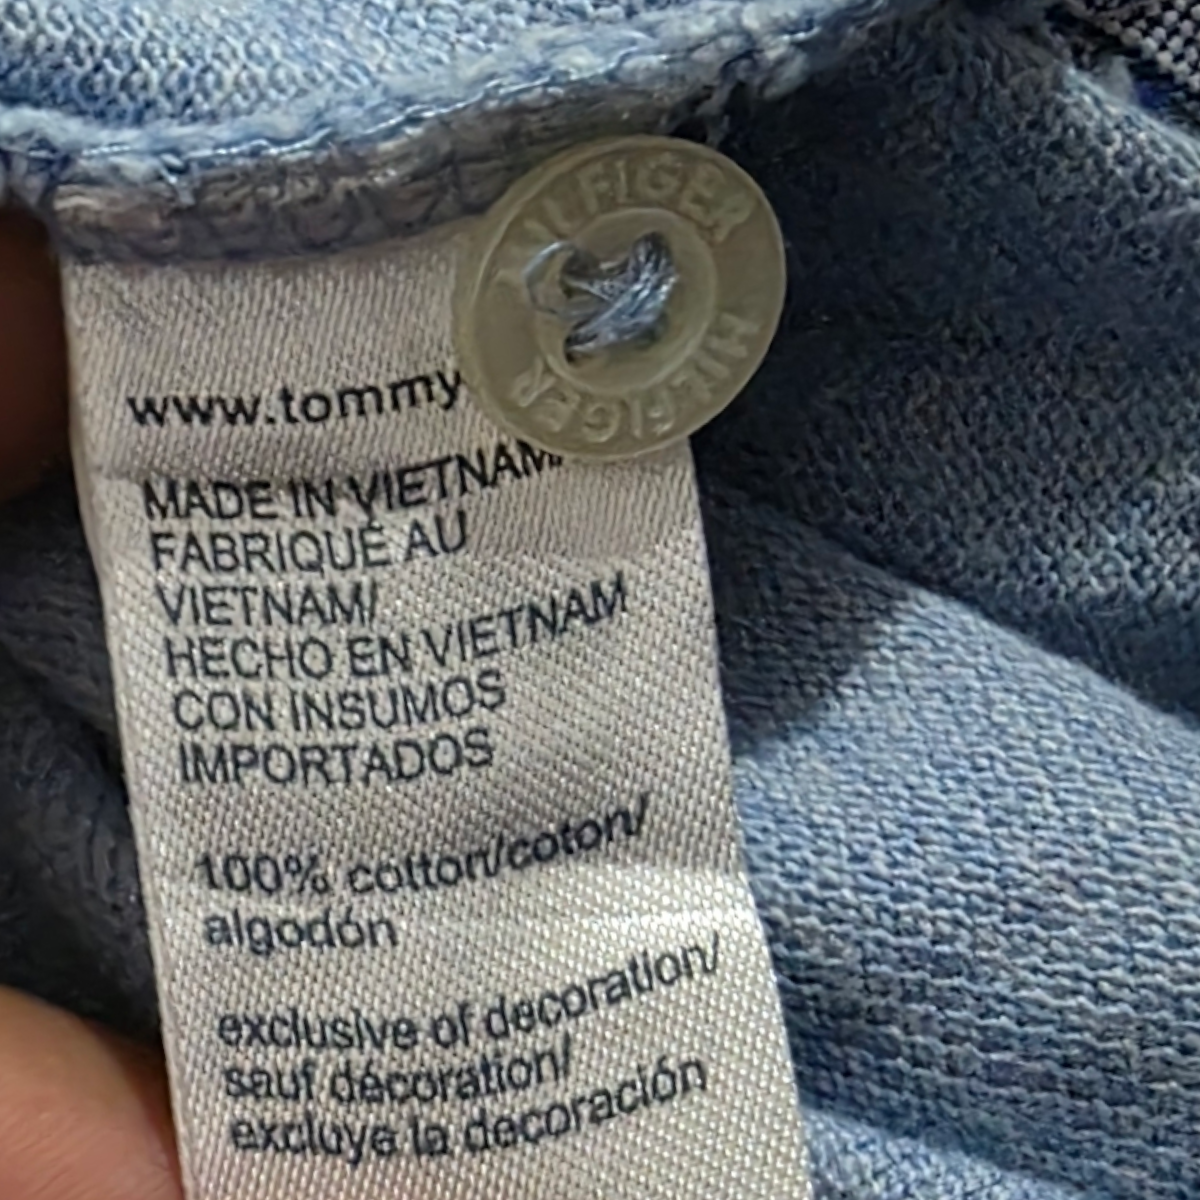 HILFIGER
HILFIGER
www.tommy
MADE IN VIETNAM/
FABRIQUÉ AU
VIETNAM/
HECHO EN VIETNAM
CON INSUMOS
IMPORTADOS
100% cotton/coton/
algodón
exclusive of decoration/
sauf décoration/
excluye la decoración